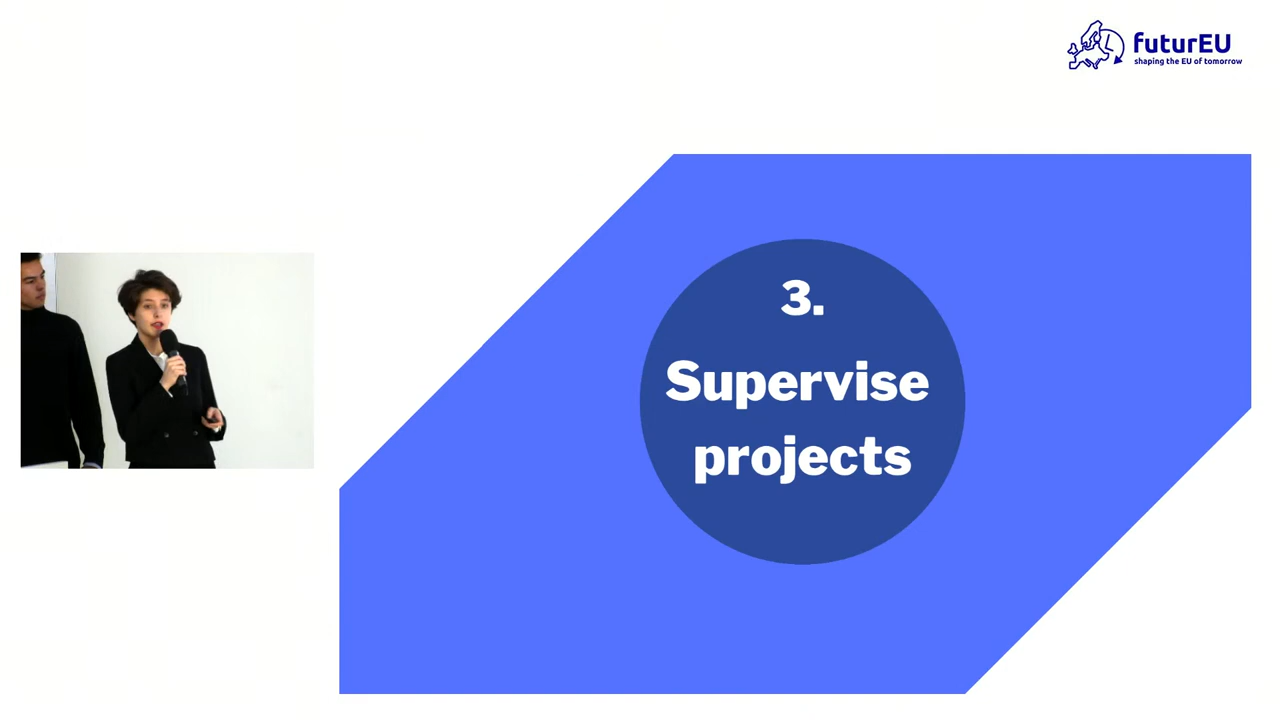 futurEU
shaping the EU of tomorrow
3.
Supervise
projects